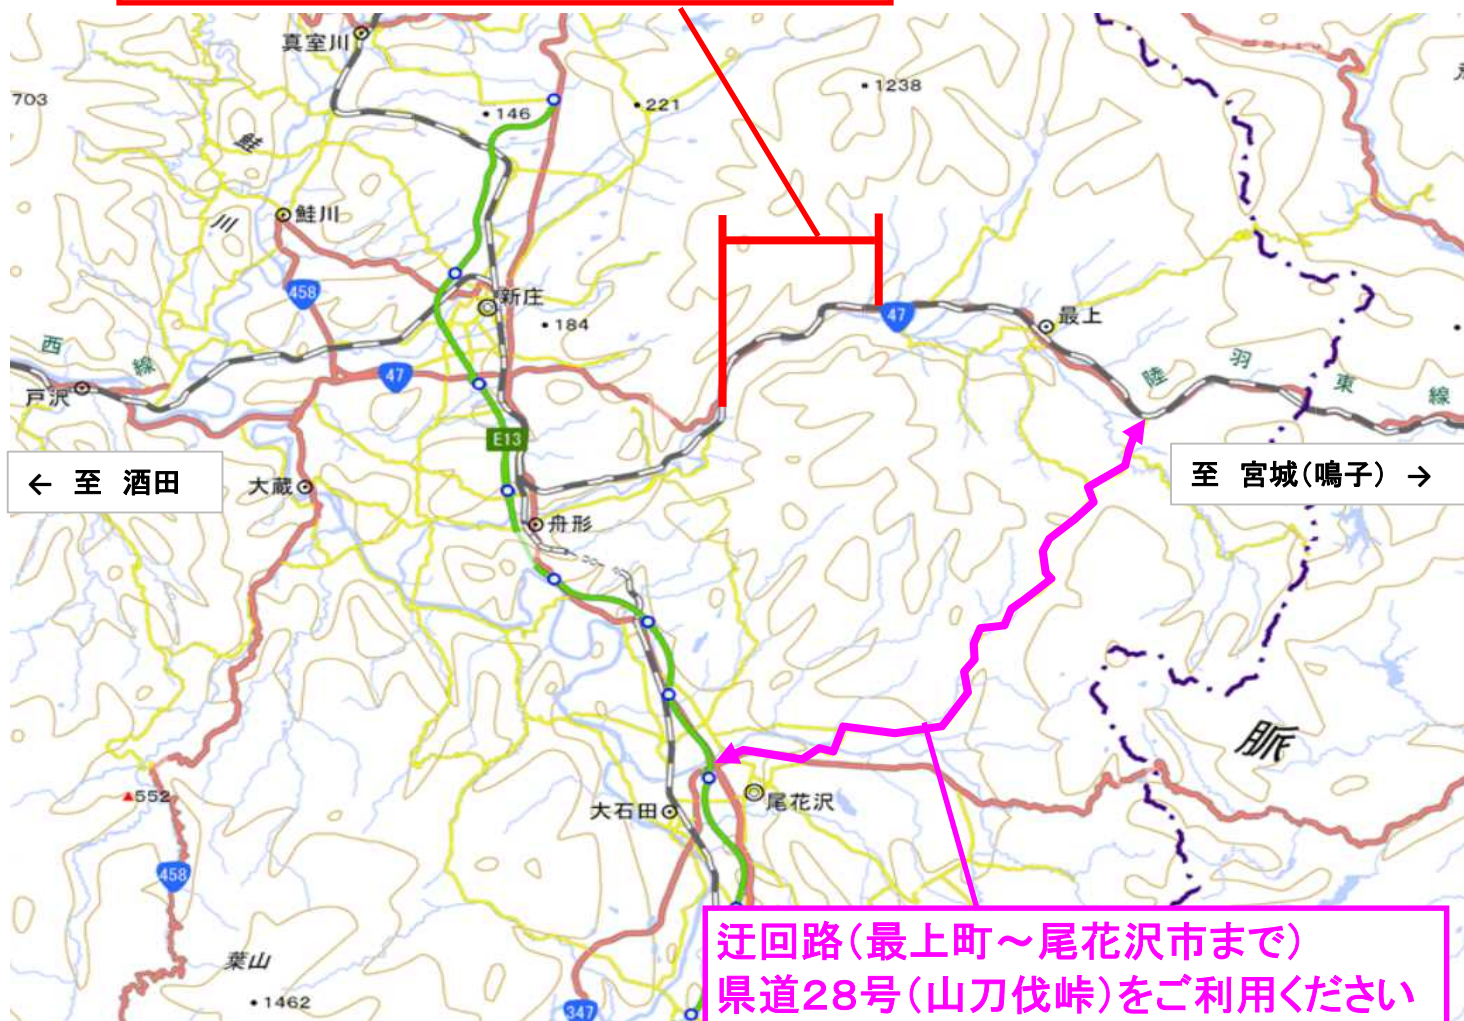 真室川
703
1238
221
146
鮭
川
鮭川
458
新庄
184
47
最上
西
線
陸
羽
東
線
戸沢
47
E13
← 至 酒田
大蔵
至 宮城(鳴子) →
舟形
脈
552
大石田
尾花沢
458
葉山
1462
347
迂回路(最上町~尾花沢市まで)
県道28号(山刀伐峠)をご利用ください